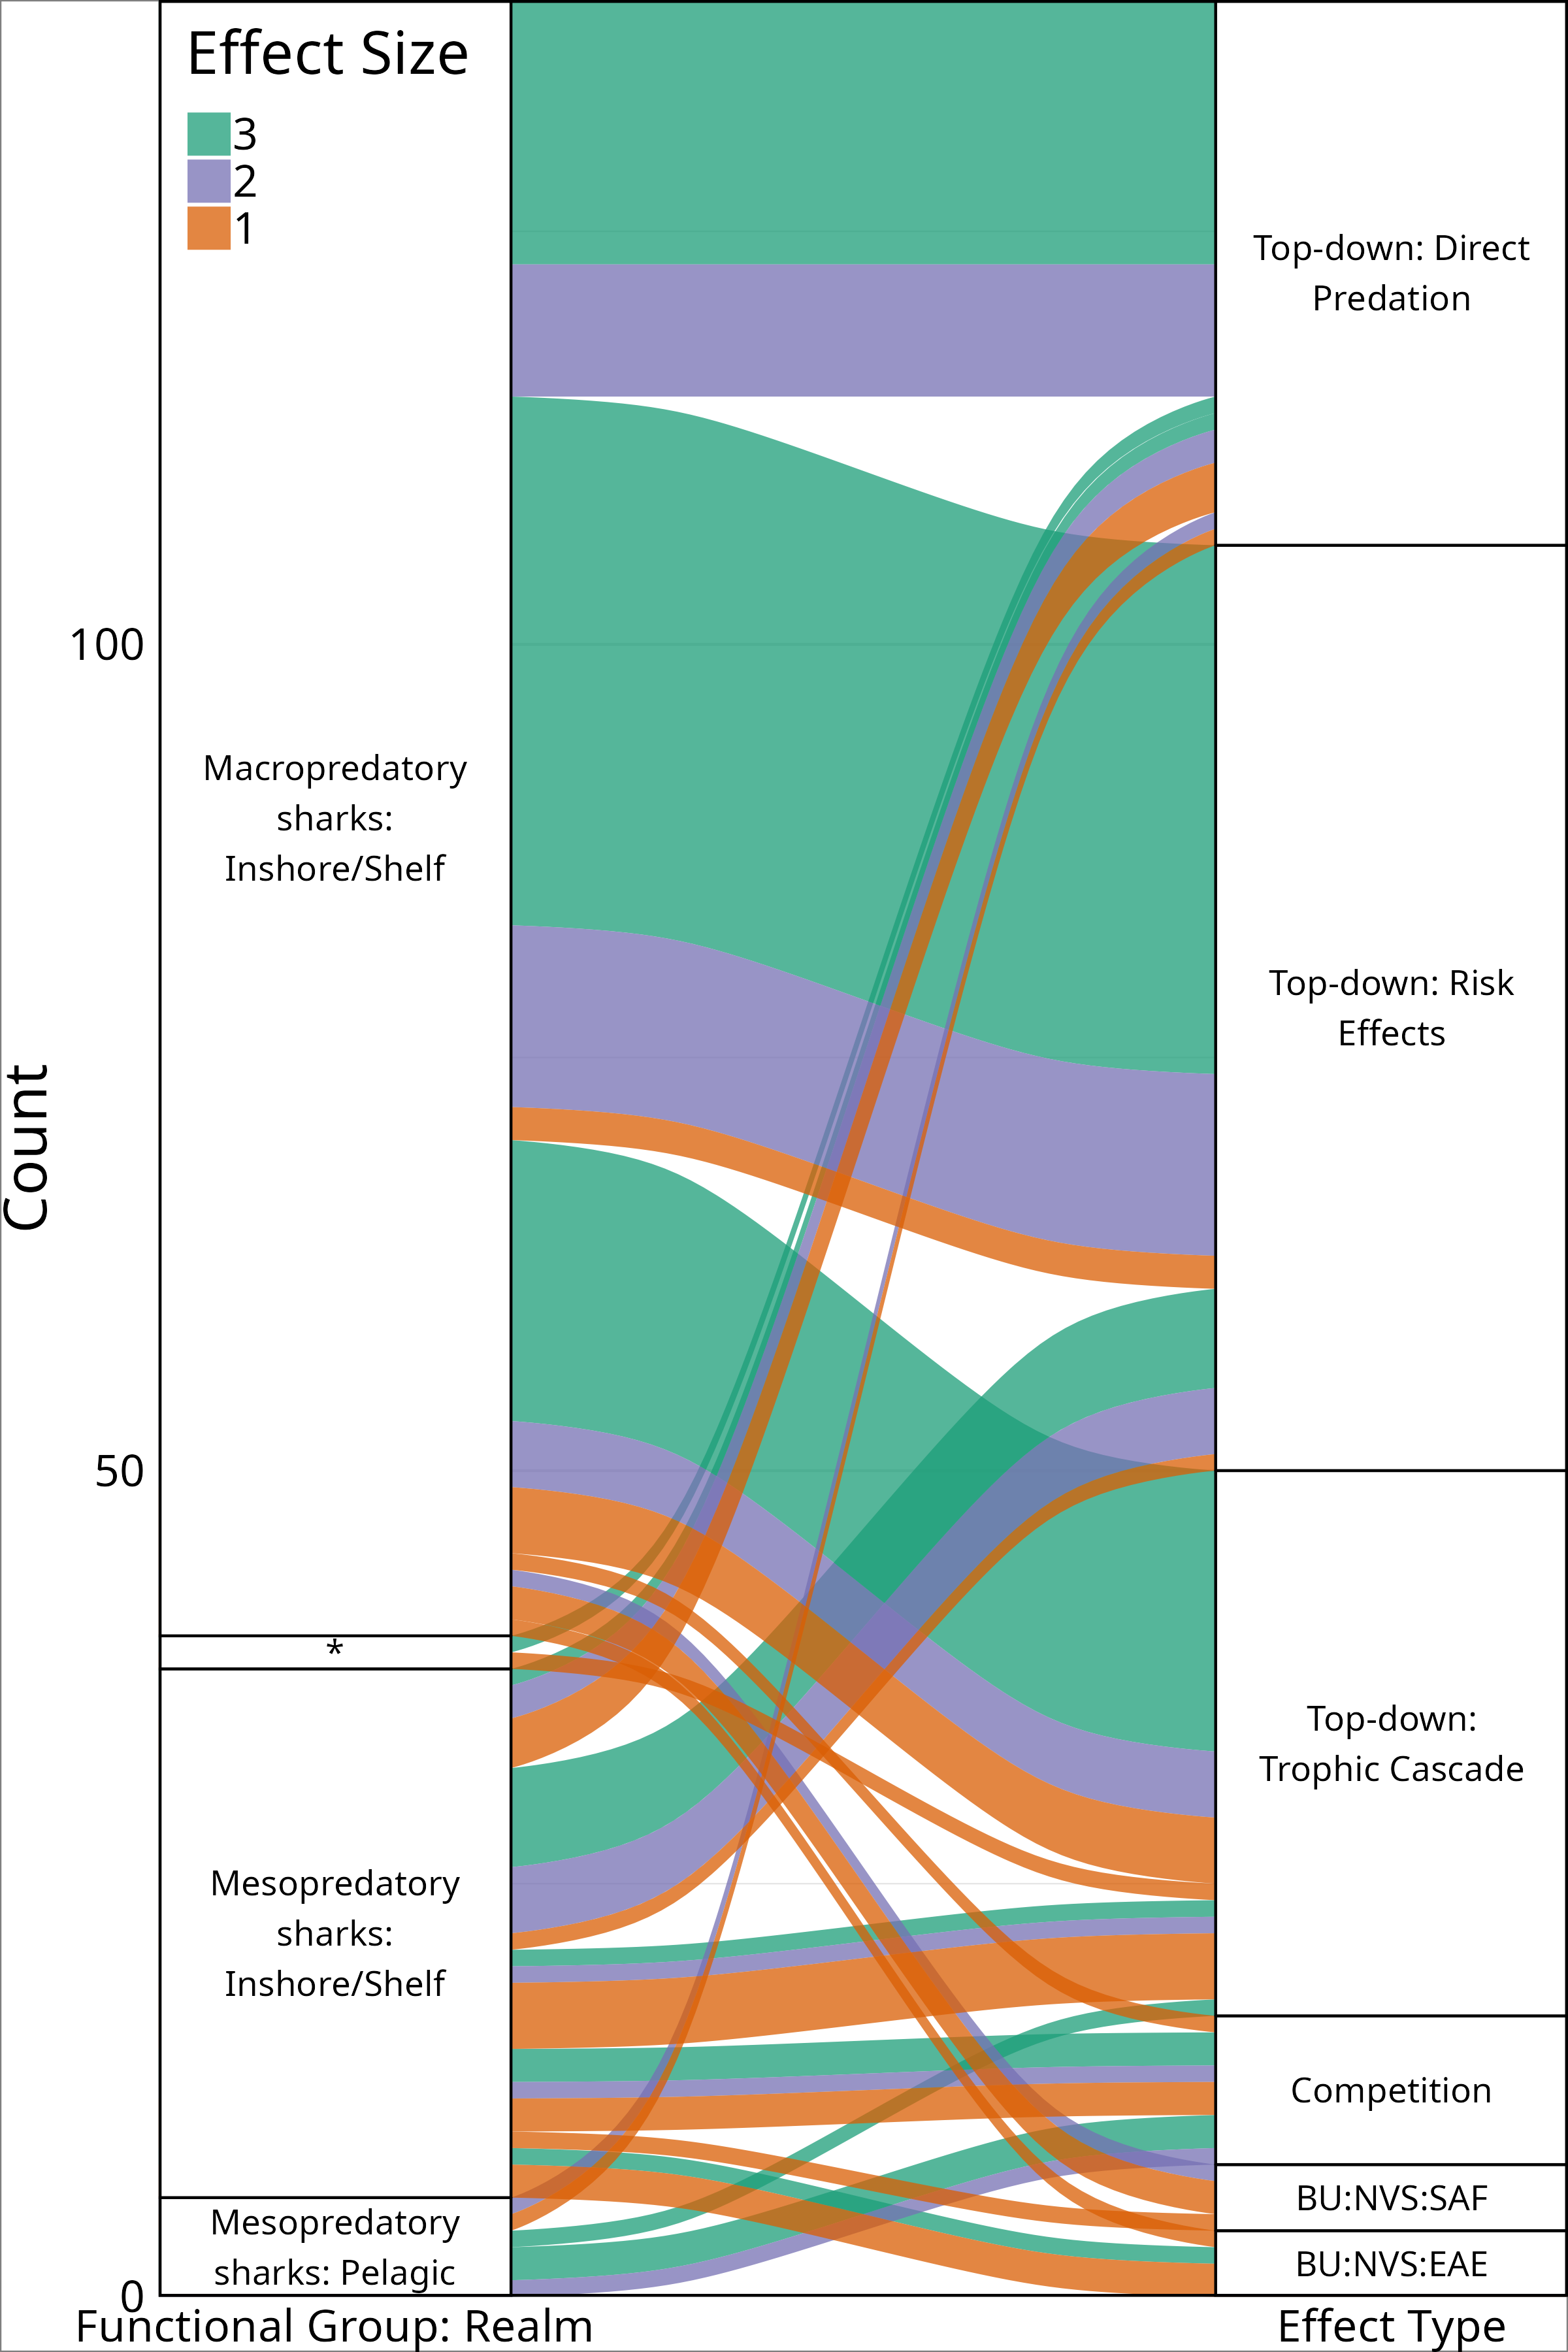 Effect Size
3
2
1
Top-down: Direct
Predation
100
Macropredatory
sharks:
Inshore/Shelf
Top-down: Risk
Effects
Count
50
*
Top-down:
Trophic Cascade
Mesopredatory
sharks:
Inshore/Shelf
Competition
BU:NVS:SAF
Mesopredatory
sharks: Pelagic
BU:NVS:EAE
0
Functional Group: Realm
Effect Type